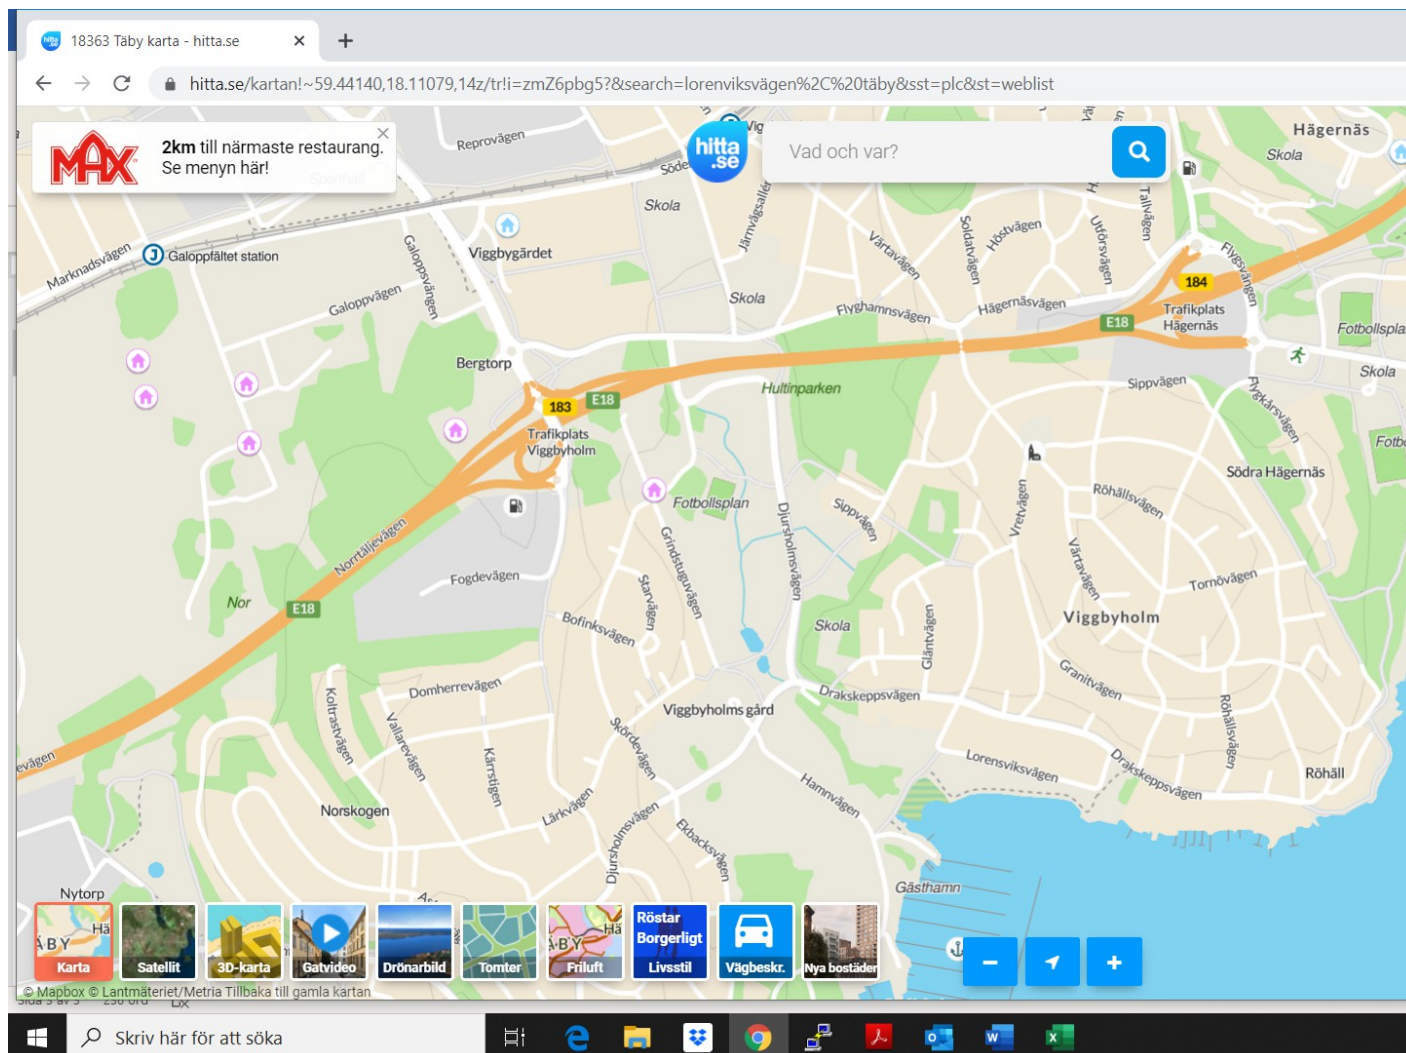 18363 Täby karta - hitta.se
hitta.se/kartan!~59.44140,18.11079,14z/tr!i=zmZ6pbg5?&search=lorenviksvägen%2C%20täby&sst=plc&st=weblist
MAX
2km till närmaste restaurang.
Se menyn här!
hitta
.se
Vad och var?
Reprovägen
Skola
Hägernäs
Skola
Järnvägsallén
Tallvägen
Viggbygärdet
Galoppfältet station
Marknadsvägen
Galoppsvängen
Galoppvägen
Värtavägen
Soldatvägen
Höstvägen
Utförsvägen
Flygsvängen
Skola
Flyghamnsvägen
Hägernäsvägen
184
Trafikplats
Hägernäs
E18
Fotbollspla
Skola
Bergtorp
Hultinparken
Sippvägen
Flygkårsvägen
183
E18
Trafikplats
Viggbyholm
Södra Hägernäs
Fotbollsplan
Sippvägen
Djursholmsvägen
Vretvägen
Röhällsvägen
Norrtäljevägen
Grindstuguvägen
Värtavägen
Fogdevägen
Starvägen
Tornövägen
Nor
E18
Bofinksvägen
Skola
Gläntvägen
Viggbyholm
Koltrastvägen
Domherrevägen
Granitvägen
Drakskeppsvägen
Viggbyholms gård
Röhällsvägen
Vallarevägen
Kärrstigen
Skördevägen
Lorensviksvägen
Drakskeppsvägen
Röhäll
Hamnvägen
Norskogen
Lärkvägen
Djursholmsvägen
Ekbacksvägen
Nytorp
Gästhamn
Karta
Satellit
3D-karta
Gatvideo
Drönarbild
Tomter
Friluft
Röstar
Borgerligt
Livsstil
Vägbeskr.
Nya bostäder
© Mapbox © Lantmäteriet/Metria Tillbaka till gamla kartan
Skriv här för att söka